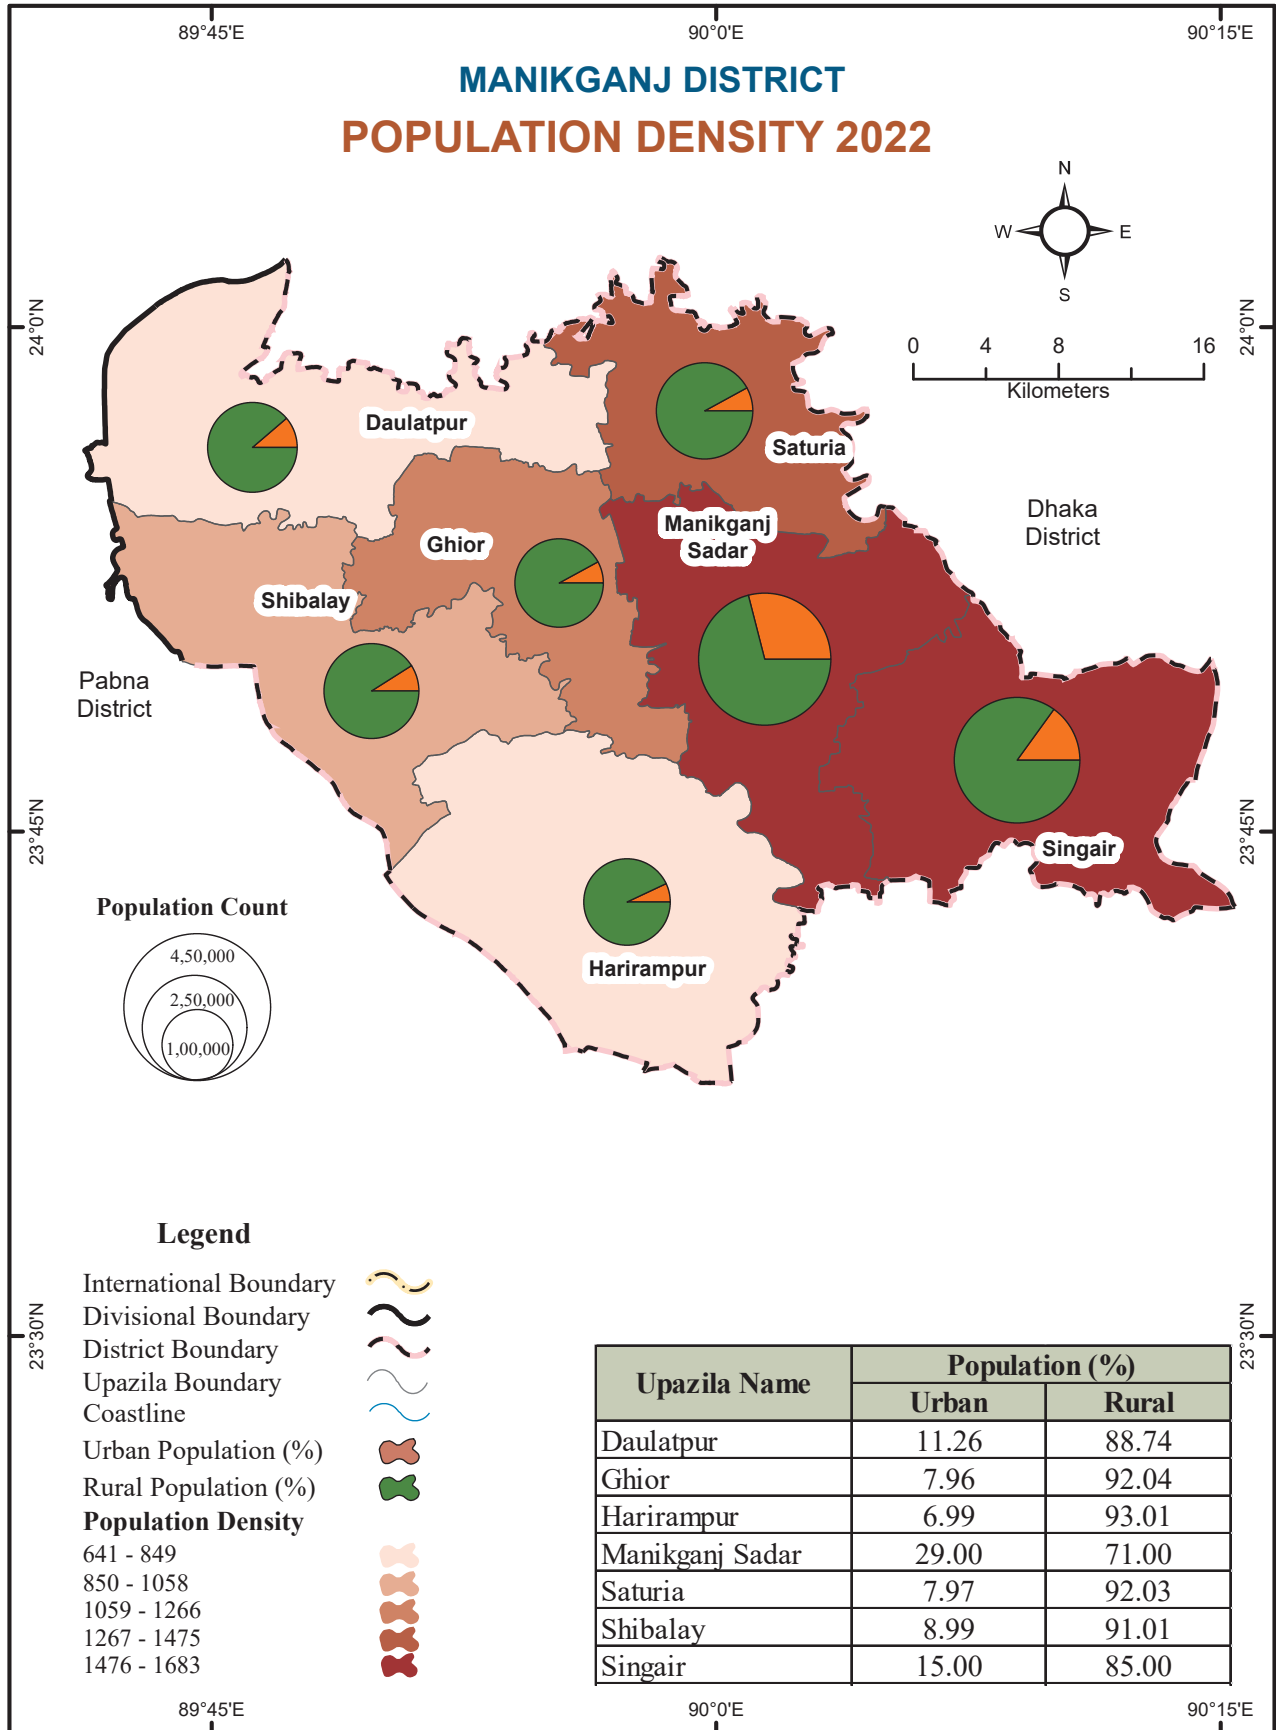 89°45'E 90°0'E 90°15'E
MANIKGANJ DISTRICT
POPULATION DENSITY 2022
N
W E
S
24°0'N 24°0'N
0 4 8 16
Kilometers
Daulatpur
Saturia
Dhaka
District
Manikganj
Sadar
Ghior
Shibalay
Pabna
District
23°45'N 23°45'N
Singair
Harirampur
Population Count
4,50,000
2,50,000
1,00,000
Legend
International Boundary
Divisional Boundary
District Boundary
Upazila Boundary
Coastline
Urban Population (%)
Rural Population (%)
Population Density
641 - 849
850 - 1058
1059 - 1266
1267 - 1475
1476 - 1683
23°30'N 23°30'N
Upazila Name Population (%)
Urban Rural
Daulatpur 11.26 88.74
Ghior 7.96 92.04
Harirampur 6.99 93.01
Manikganj Sadar 29.00 71.00
Saturia 7.97 92.03
Shibalay 8.99 91.01
Singair 15.00 85.00
89°45'E 90°0'E 90°15'E